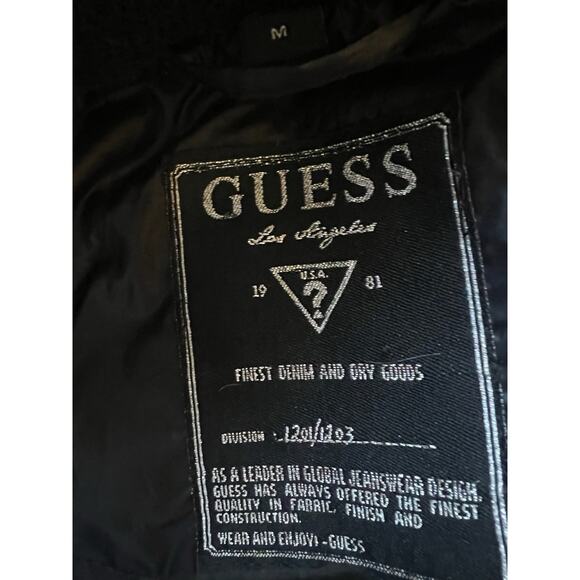 M
GUESS
Los Angeles
U.S.A.
19 ? 81
FINEST DENIM AND DRY GOODS
DIVISION 1201/1203
AS A LEADER IN GLOBAL JEANSWEAR DESIGN,
GUESS HAS ALWAYS OFFERED THE FINEST
QUALITY IN FABRIC, FINISH AND
CONSTRUCTION.
WEAR AND ENJOY! -GUESS